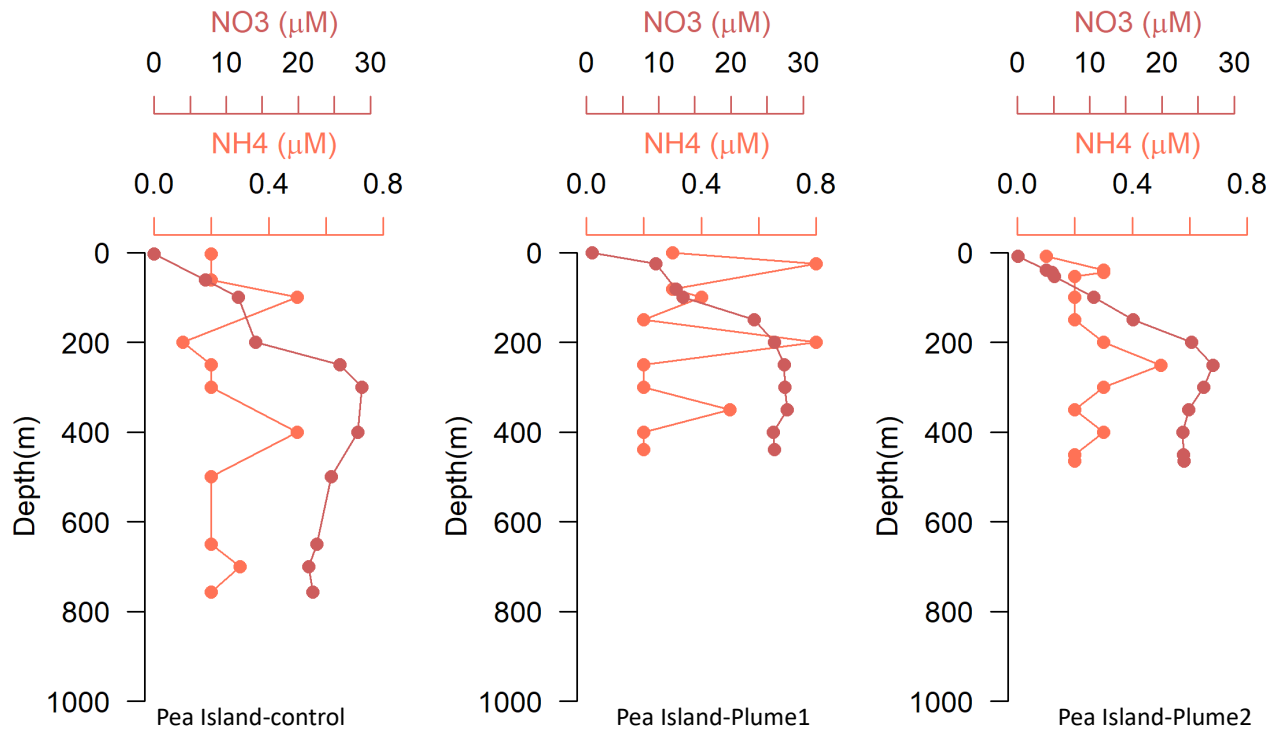 NO3 (μM)
0 10 20 30
NH4 (μM)
0.0 0.4 0.8
0
200
400
600
800
1000
Depth(m)
Pea Island-control
NO3 (μM)
0 10 20 30
NH4 (μM)
0.0 0.4 0.8
0
200
400
600
800
1000
Depth(m)
Pea Island-Plume1
NO3 (μM)
0 10 20 30
NH4 (μM)
0.0 0.4 0.8
0
200
400
600
800
1000
Depth(m)
Pea Island-Plume2